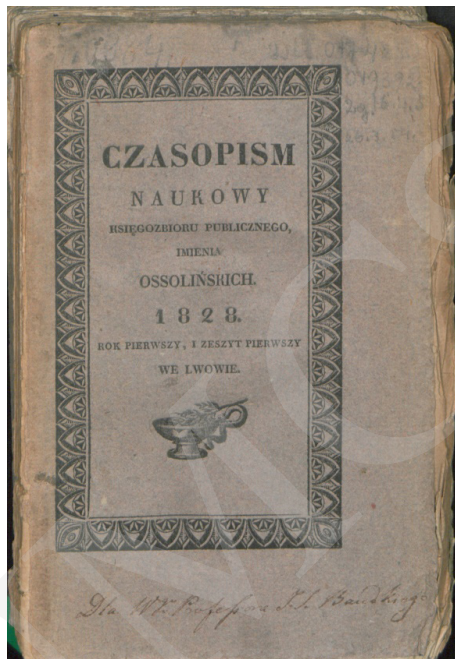 CZASOPISM
NAUKOWY
KSIĘGOZBIORU PUBLICZNEGO,
IMIENIA
OSSOLIŃSKICH.
1828.
ROK PIERWSZY, I ZESZYT PIERWSZY
WE LWOWIE.
Dla